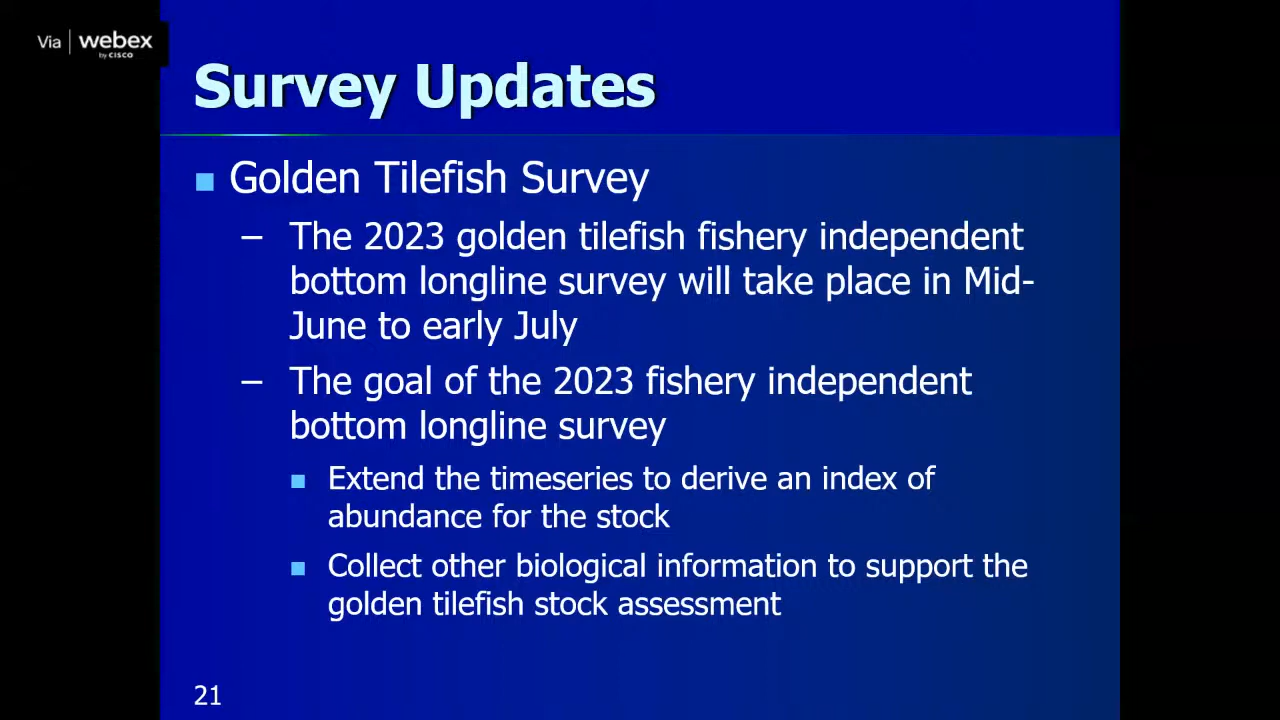 Via | webex
by CISCO
Survey Updates
Golden Tilefish Survey
– The 2023 golden tilefish fishery independent
bottom longline survey will take place in Mid-
June to early July
– The goal of the 2023 fishery independent
bottom longline survey
Extend the timeseries to derive an index of
abundance for the stock
Collect other biological information to support the
golden tilefish stock assessment
21